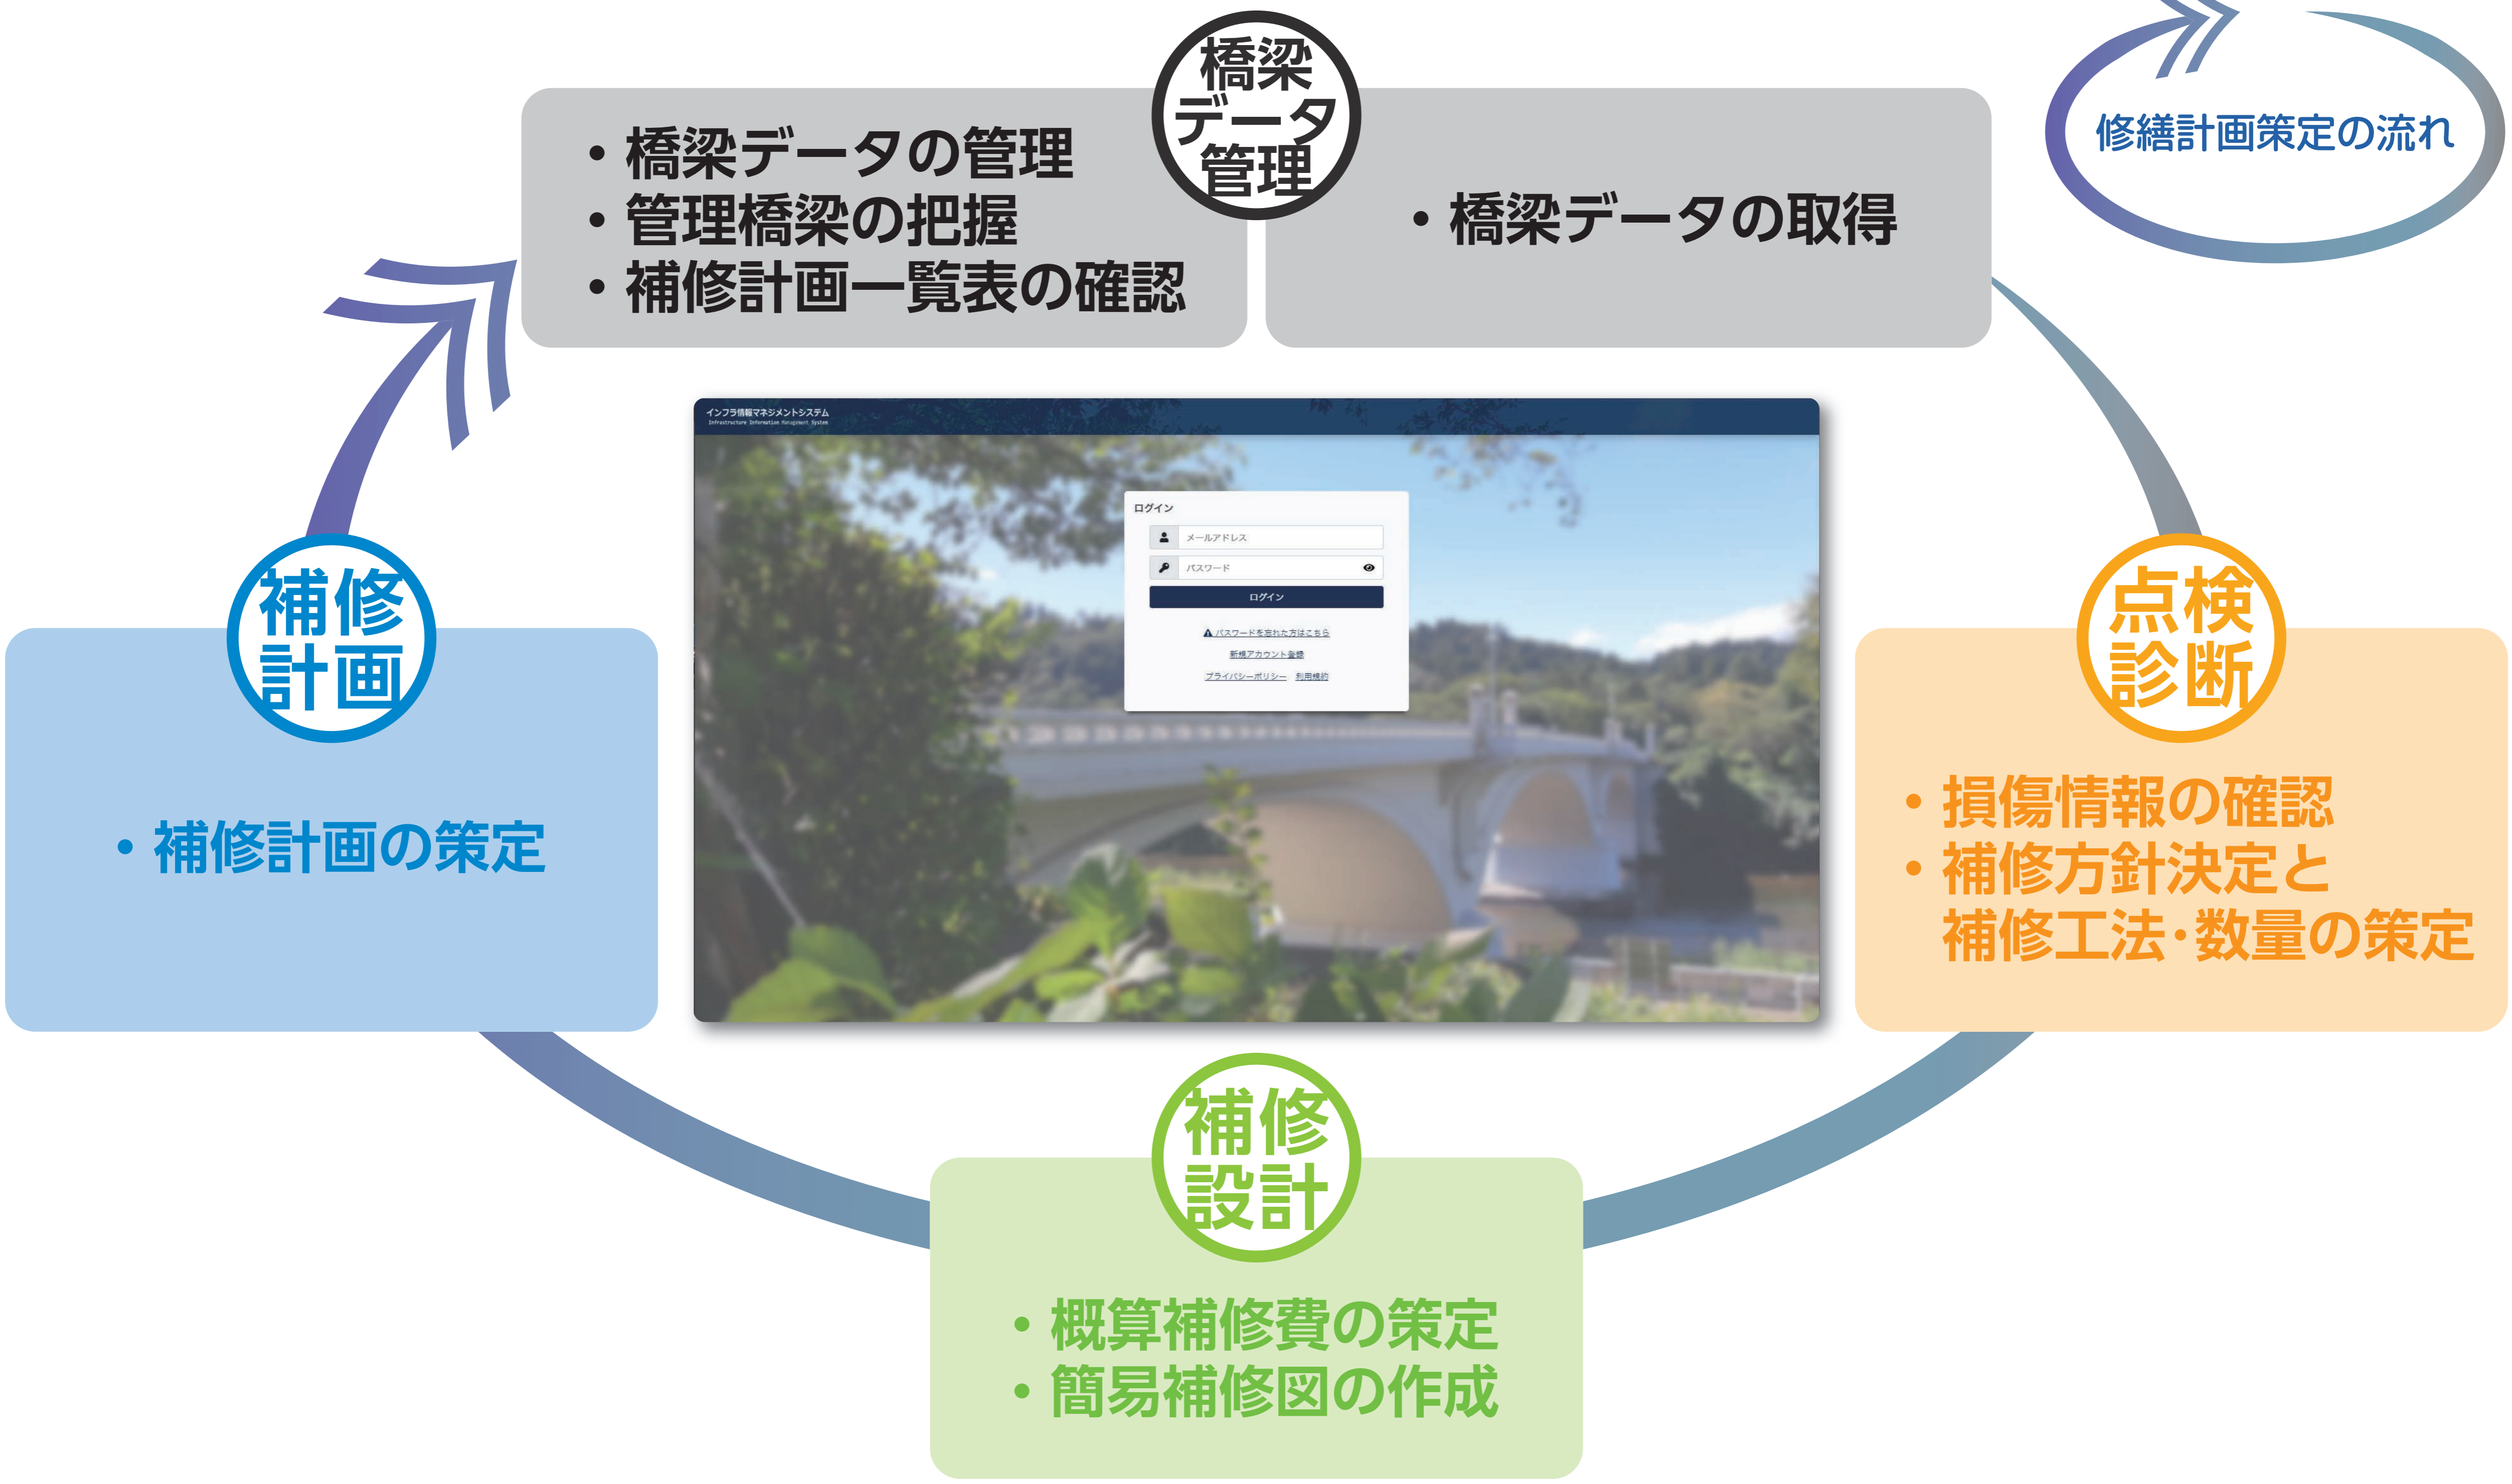 橋梁
データ
管理
・橋梁データの管理
・管理橋梁の把握
・補修計画一覧表の確認
・橋梁データの取得
修繕計画策定の流れ
インフラ情報マネジメントシステム
Infrastructure Information Management System
ログイン
メールアドレス
パスワード
ログイン
パスワードを忘れた方はこちら
新規アカウント登録
プライバシーポリシー 利用規約
点検
診断
・損傷情報の確認
・補修方針決定と
補修工法・数量の策定
補修
設計
・概算補修費の策定
・簡易補修図の作成
補修
計画
・補修計画の策定